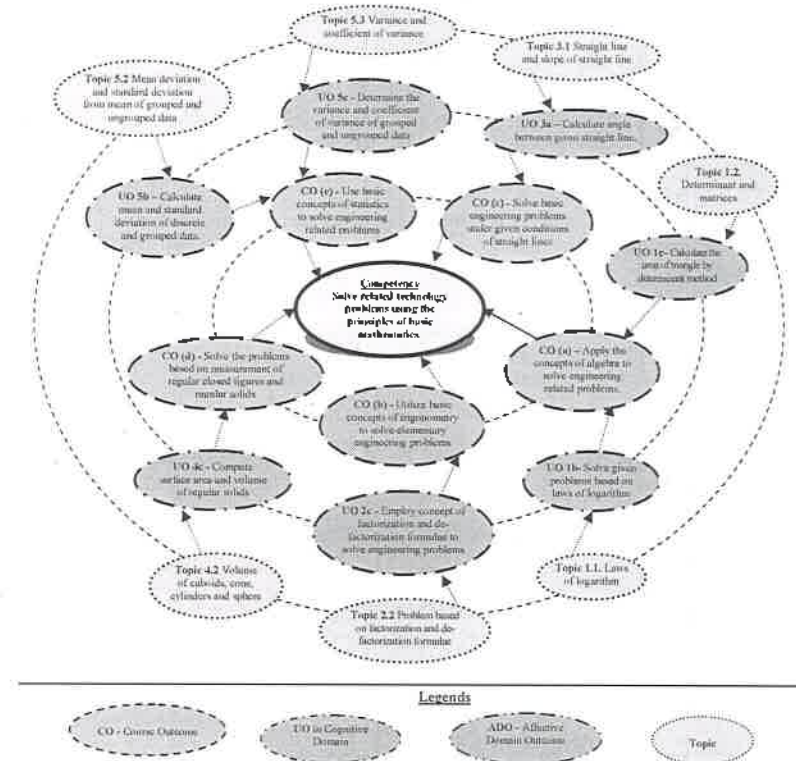 Topic 5.3 Variance and
coefficient of variance
Topic 3.1 Straight line
and slope of straight line
Topic 5.2 Mean deviation
and standard deviation
from mean of grouped and
ungrouped data
UO 5c - Determine the
variance and coefficient
of variance of grouped
and ungrouped data
UO 3a – Calculate angle
between given straight line.
Topic 1.2.
Determinant and
matrices
UO 5b – Calculate
mean and standard
deviation of discrete
and grouped data.
CO (e) - Use basic
concepts of statistics
to solve engineering
related problems
CO (c) - Solve basic
engineering problems
under given conditions
of straight lines
UO 1e - Calculate the
area of triangle by
determinent method
Competency
Solve related technology
problems using the
principles of basic
mathematics
CO (d) - Solve the problems
based on measurement of
regular closed figures and
regular solids
CO (a) – Apply the
concepts of algebra to
solve engineering
related problems.
CO (b) - Utilize basic
concepts of trigonometry
to solve elementary
engineering problems
UO 4c - Compute
surface area and volume
of regular solids
UO 1b- Solve given
problems based on
laws of logarithm
UO 2c - Employ concept of
factorization and de-
factorization formulae to
solve engineering problems
Topic 4.2 Volume
of cuboids, cone,
cylinders and sphere
Topic 1.1. Laws
of logarithm
Topic 2.2 Problem based
on factorization and de-
factorization formulae
Legends
CO - Course Outcome
UO in Cognitive
Domain
ADO - Affective
Domain Outcome
Topic